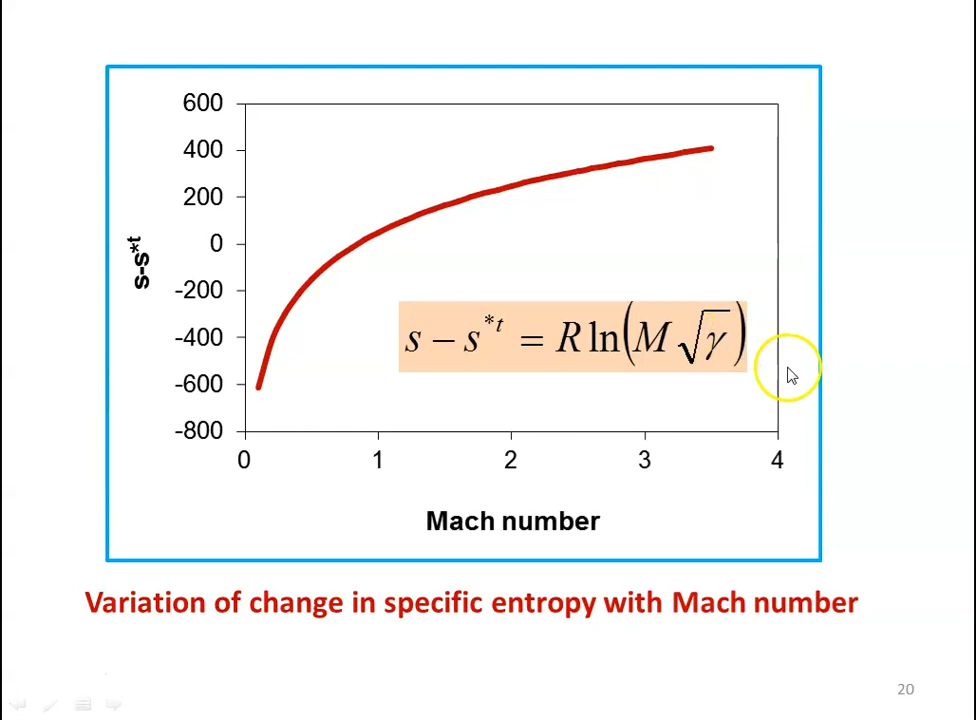 600
400
200
0
-200
-400
-600
-800
s-s*t
s − s*t = R ln(M√γ)
0 1 2 3 4
Mach number
Variation of change in specific entropy with Mach number
20